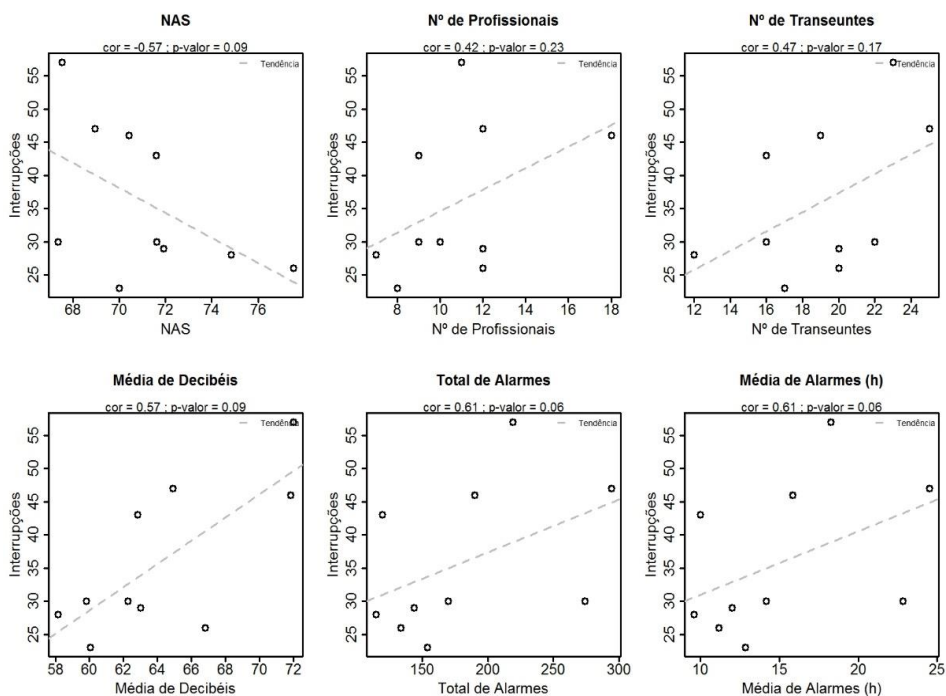 NAS
cor = -0.57 ; p-valor = 0.09
Tendência
Interrupções
25 30 35 40 45 50 55
68 70 72 74 76
NAS
Nº de Profissionais
cor = 0.42 ; p-valor = 0.23
Tendência
Interrupções
25 30 35 40 45 50 55
8 10 12 14 16 18
Nº de Profissionais
Nº de Transeuntes
cor = 0.47 ; p-valor = 0.17
Tendência
Interrupções
25 30 35 40 45 50 55
12 14 16 18 20 22 24
Nº de Transeuntes
Média de Decibéis
cor = 0.57 ; p-valor = 0.09
Tendência
Interrupções
25 30 35 40 45 50 55
58 60 62 64 66 68 70 72
Média de Decibéis
Total de Alarmes
cor = 0.61 ; p-valor = 0.06
Tendência
Interrupções
25 30 35 40 45 50 55
150 200 250 300
Total de Alarmes
Média de Alarmes (h)
cor = 0.61 ; p-valor = 0.06
Tendência
Interrupções
25 30 35 40 45 50 55
10 15 20 25
Média de Alarmes (h)